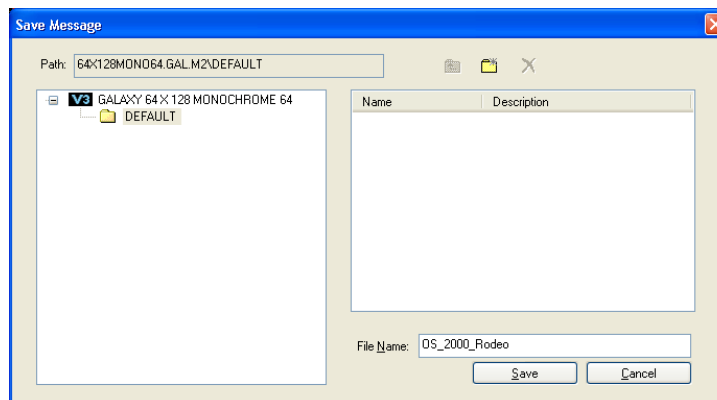 Save Message
Path: 64X128MONO64.GAL.M2\DEFAULT
V3 GALAXY 64 X 128 MONOCHROME 64
DEFAULT
Name Description
File Name: OS_2000_Rodeo
Save Cancel